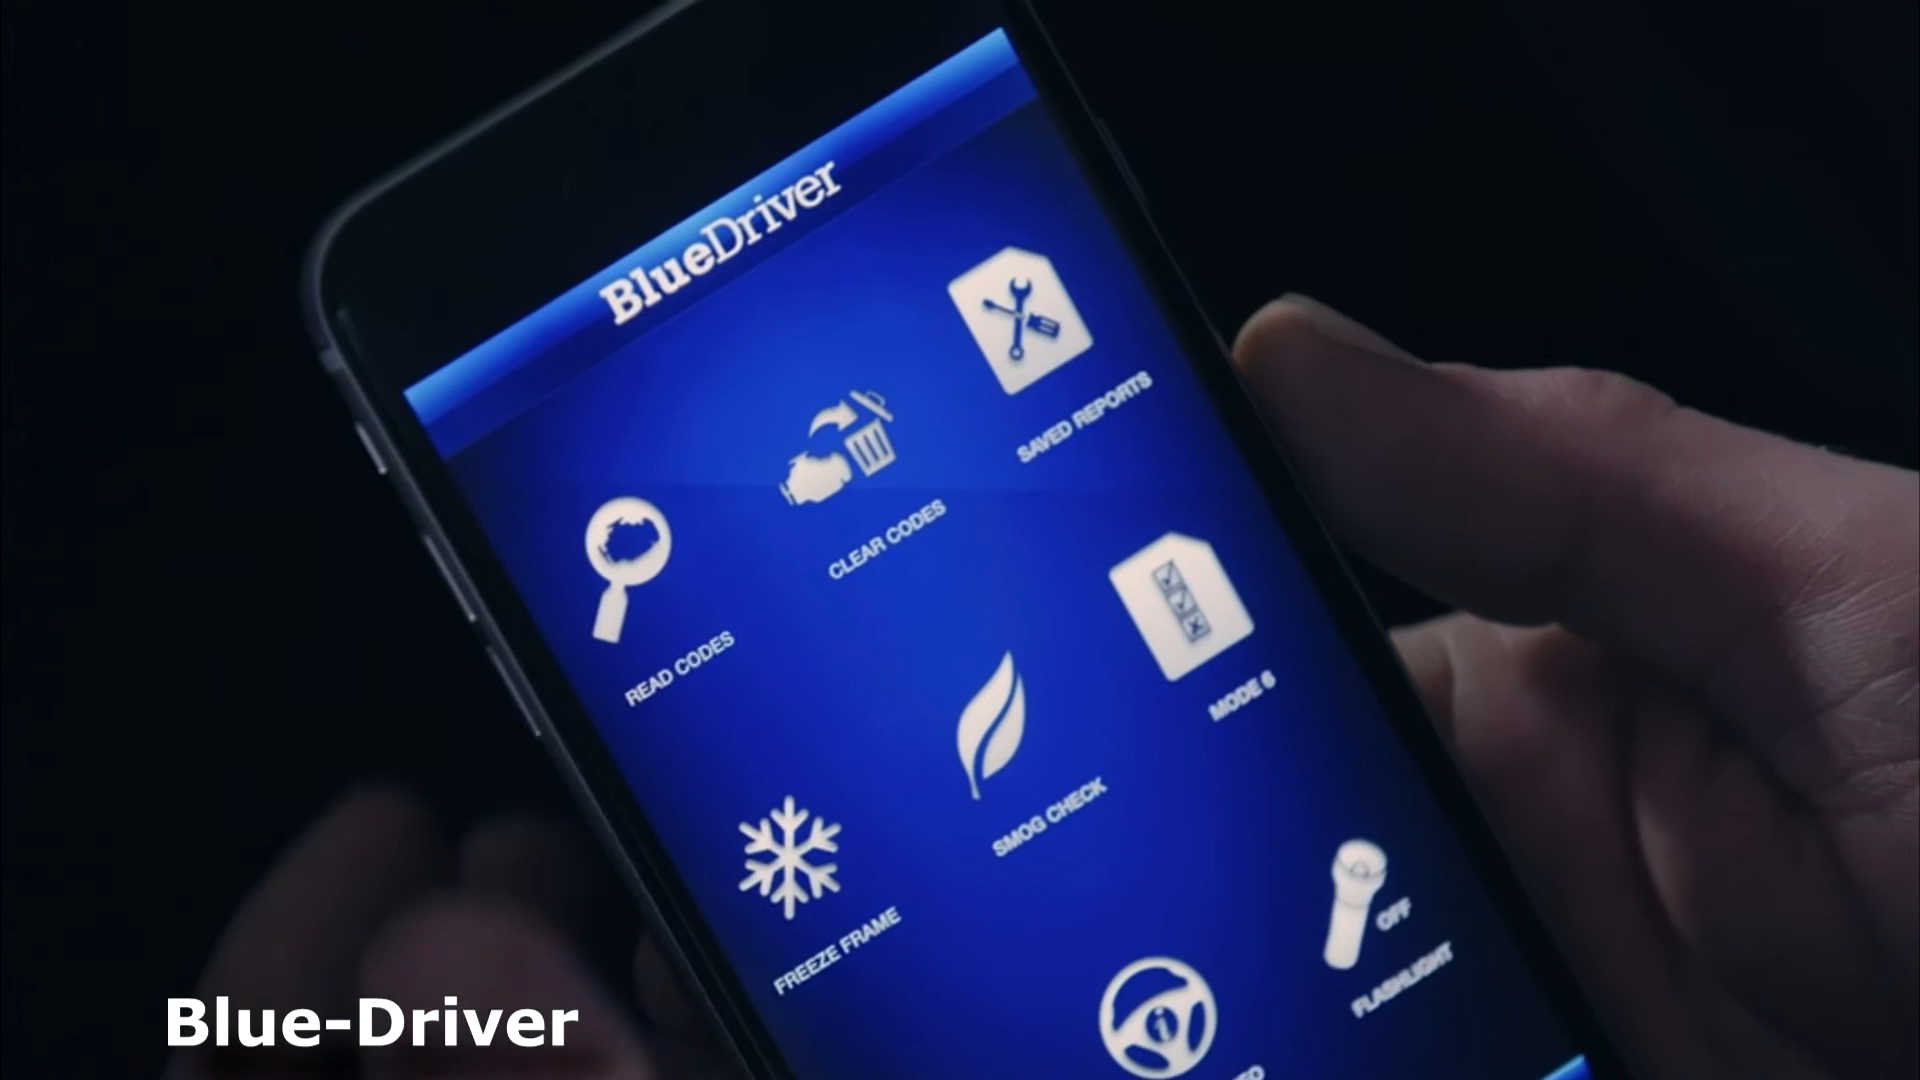 BlueDriver
READ CODES
CLEAR CODES
SAVED REPORTS
FREEZE FRAME
SMOG CHECK
MODE 6
OFF
FLASHLIGHT
Blue-Driver